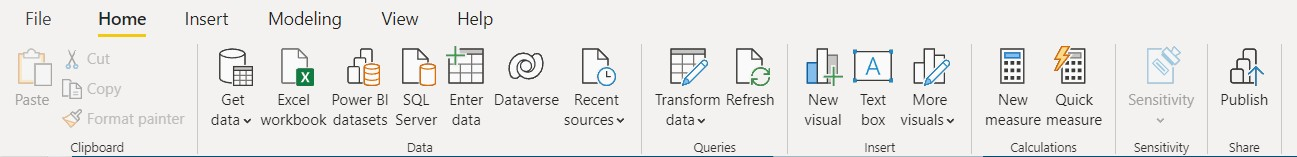 File Home Insert Modeling View Help
Paste
Cut
Copy
Format painter
Clipboard
Get data
Excel workbook
Power BI datasets
SQL Server
Enter data
Dataverse
Recent sources
Data
Transform data
Refresh
Queries
New visual
A
Text box
More visuals
Insert
New measure
Quick measure
Calculations
Sensitivity
Sensitivity
Publish
Share